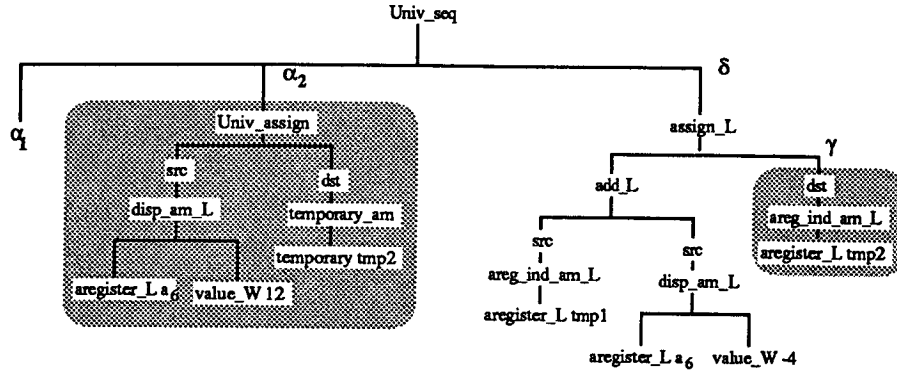 Univ_seq
α2
δ
α1
Univ_assign
assign_L
γ
src
dst
add_L
dst
disp_am_L
temporary_am
areg_ind_am_L
temporary tmp2
src
src
aregister_L tmp2
aregister_L a6
value_W 12
areg_ind_am_L
disp_am_L
aregister_L tmp1
aregister_L a6
value_W -4